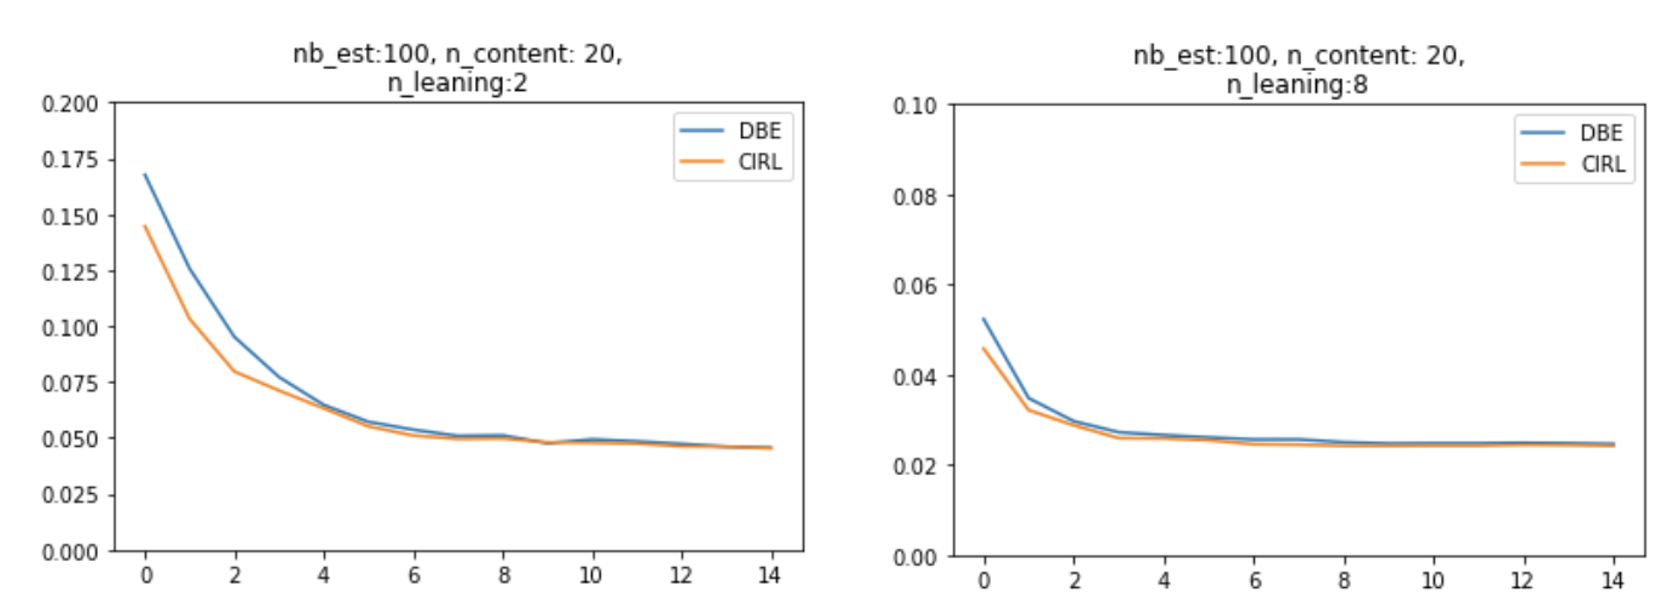 nb_est:100, n_content: 20,
n_leaning:2
0.200
0.175
0.150
0.125
0.100
0.075
0.050
0.025
0.000
0 2 4 6 8 10 12 14
DBE
CIRL
nb_est:100, n_content: 20,
n_leaning:8
0.10
0.08
0.06
0.04
0.02
0.00
0 2 4 6 8 10 12 14
DBE
CIRL